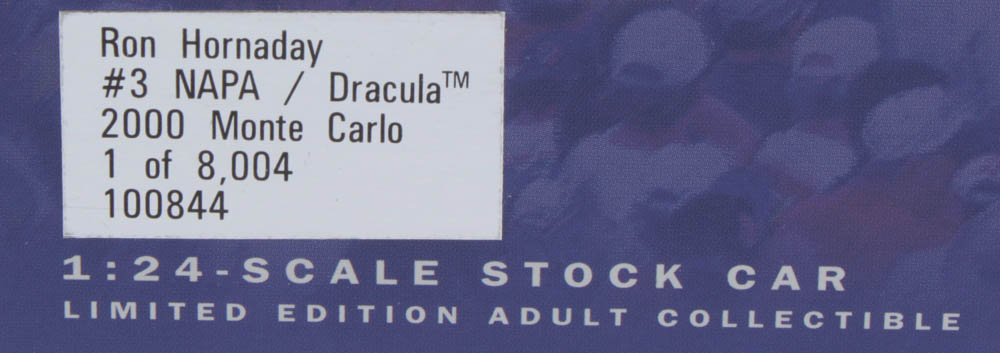 Ron Hornaday
#3 NAPA / Dracula™
2000 Monte Carlo
1 of 8,004
100844
1:24-SCALE STOCK CAR
LIMITED EDITION ADULT COLLECTIBLE